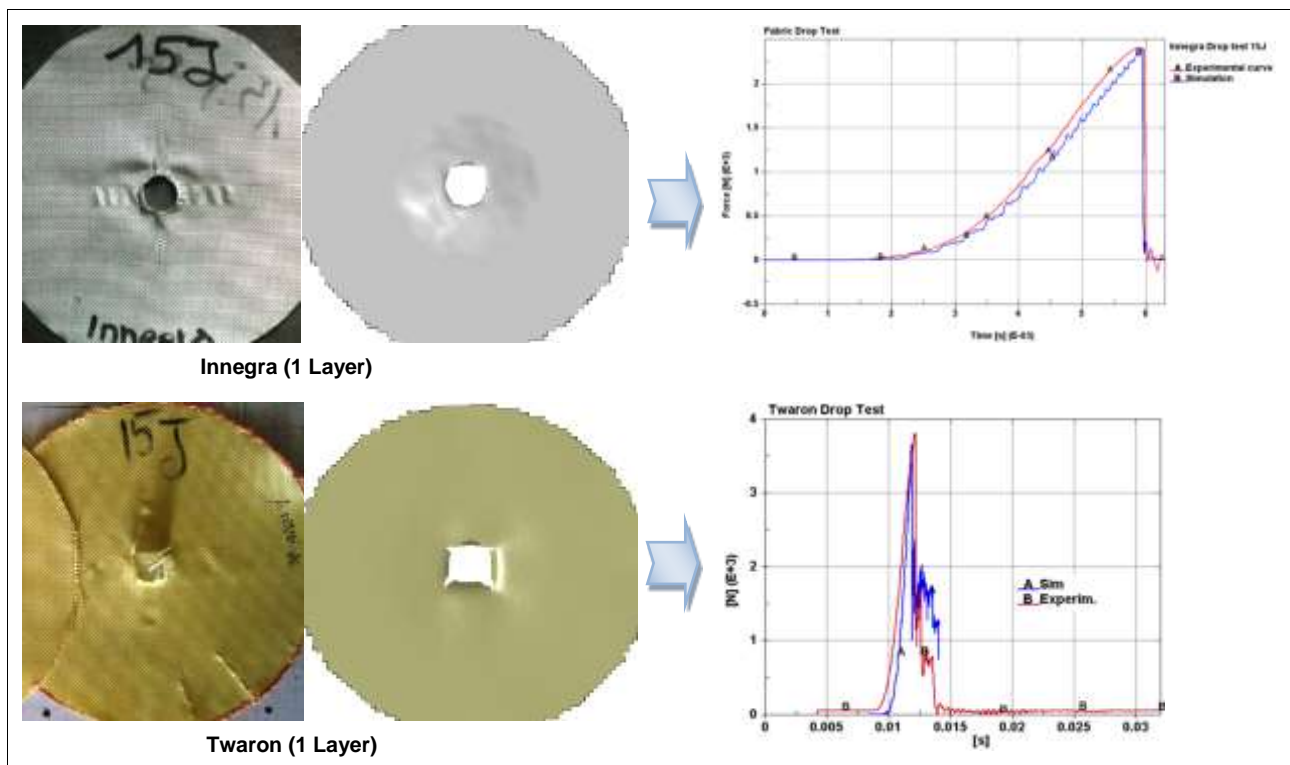 15J
Innegra (1 Layer)
Fabric Drop Test
Innegra Drop test 15J
A Experimental curve
B Simulation
Force [N] (E+3)
2
1.5
1
0.5
0
-0.5
0
1
2
3
4
5
6
Time [s] (E-03)
15J
Twaron (1 Layer)
Twaron Drop Test
[N] (E+3)
4
3
2
1
0
A Sim
B Experim.
A
B
B
B
B
B
0
0.005
0.01
0.015
0.02
0.025
0.03
[s]